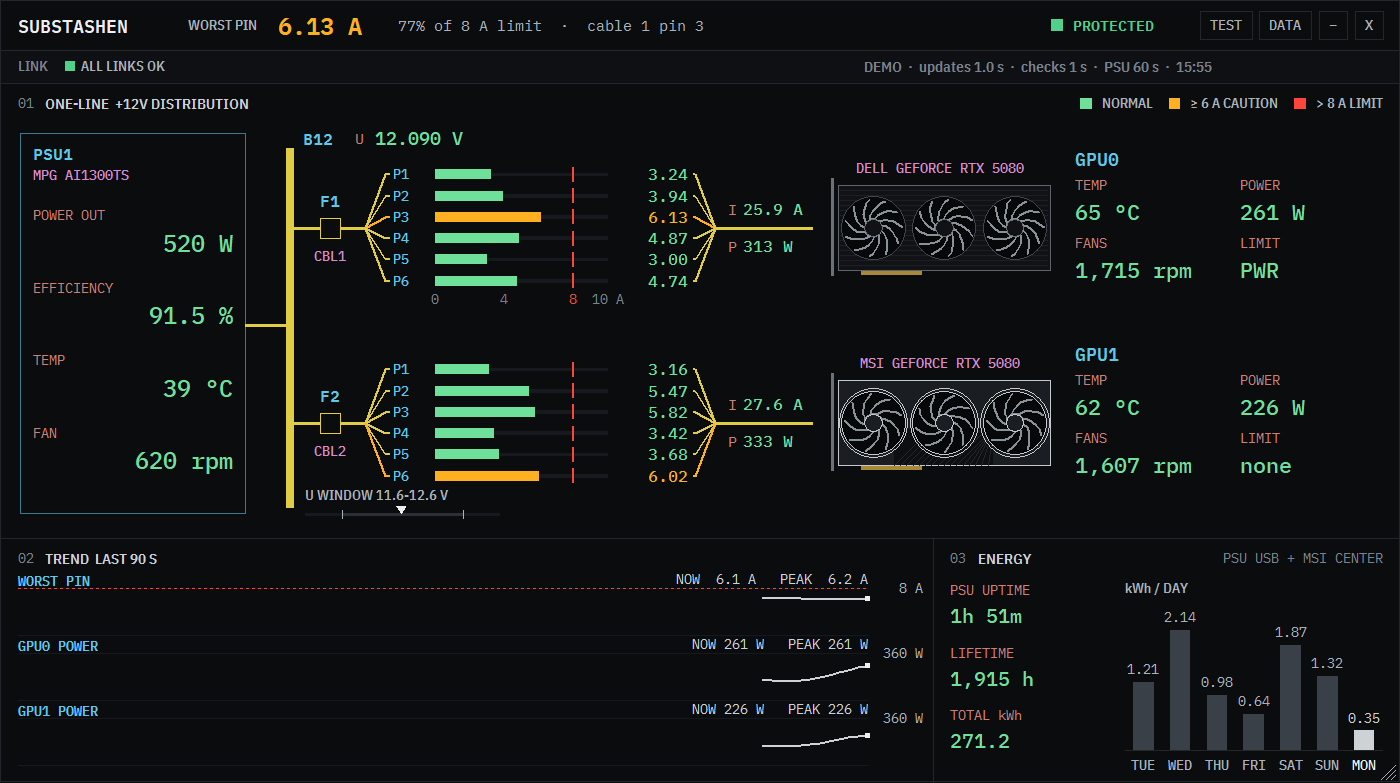 SUBSTASHEN WORST PIN 6.13 A 77% of 8 A limit · cable 1 pin 3 PROTECTED TEST DATA − X
LINK ALL LINKS OK DEMO · updates 1.0 s · checks 1 s · PSU 60 s · 15:55
01 ONE-LINE +12V DISTRIBUTION NORMAL ≥ 6 A CAUTION > 8 A LIMIT
PSU1
MPG AI1300TS
POWER OUT
520 W
EFFICIENCY
91.5 %
TEMP
39 °C
FAN
620 rpm
B12 U 12.090 V
F1
CBL1
P1 3.24
P2 3.94
P3 6.13
P4 4.87
P5 3.00
P6 4.74
0 4 8 10 A
I 25.9 A
P 313 W
DELL GEFORCE RTX 5080
GPU0
TEMP POWER
65 °C 261 W
FANS LIMIT
1,715 rpm PWR
F2
CBL2
P1 3.16
P2 5.47
P3 5.82
P4 3.42
P5 3.68
P6 6.02
U WINDOW 11.6-12.6 V
I 27.6 A
P 333 W
MSI GEFORCE RTX 5080
GPU1
TEMP POWER
62 °C 226 W
FANS LIMIT
1,607 rpm none
02 TREND LAST 90 S
WORST PIN NOW 6.1 A PEAK 6.2 A 8 A
GPU0 POWER NOW 261 W PEAK 261 W 360 W
GPU1 POWER NOW 226 W PEAK 226 W 360 W
03 ENERGY PSU USB + MSI CENTER
PSU UPTIME
1h 51m
LIFETIME
1,915 h
TOTAL kWh
271.2
kWh / DAY
1.21 2.14 0.98 0.64 1.87 1.32 0.35
TUE WED THU FRI SAT SUN MON